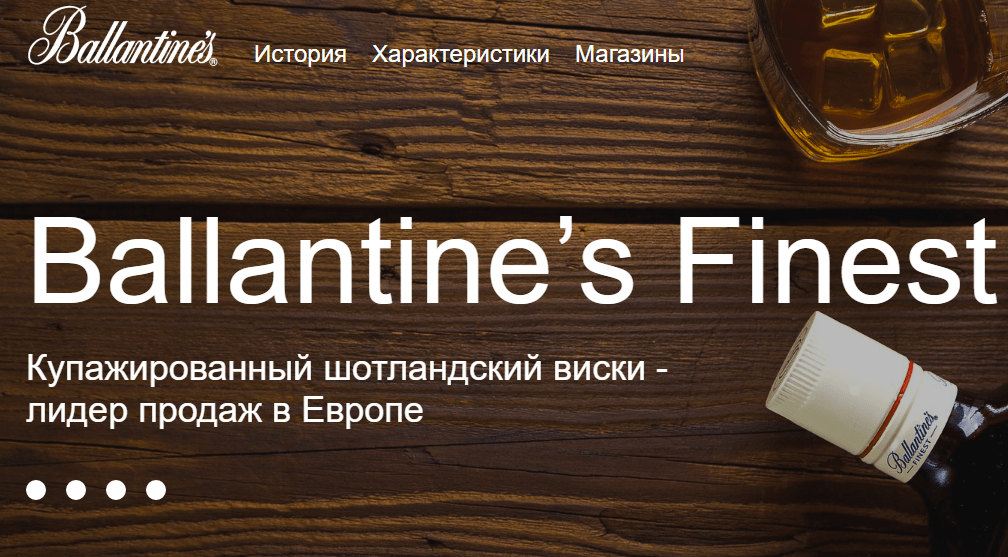 Ballantine's®
История Характеристики Магазины
Ballantine’s Finest
Купажированный шотландский виски -
лидер продаж в Европе
Ballantine's
FINEST